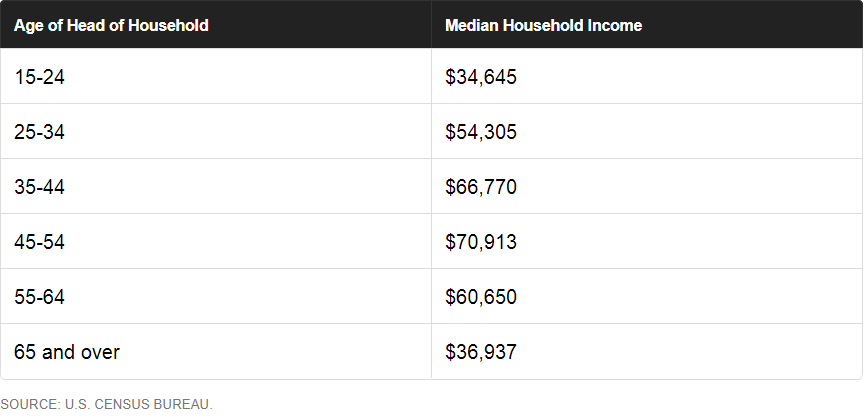 Age of Head of Household Median Household Income
15-24 $34,645
25-34 $54,305
35-44 $66,770
45-54 $70,913
55-64 $60,650
65 and over $36,937
SOURCE: U.S. CENSUS BUREAU.